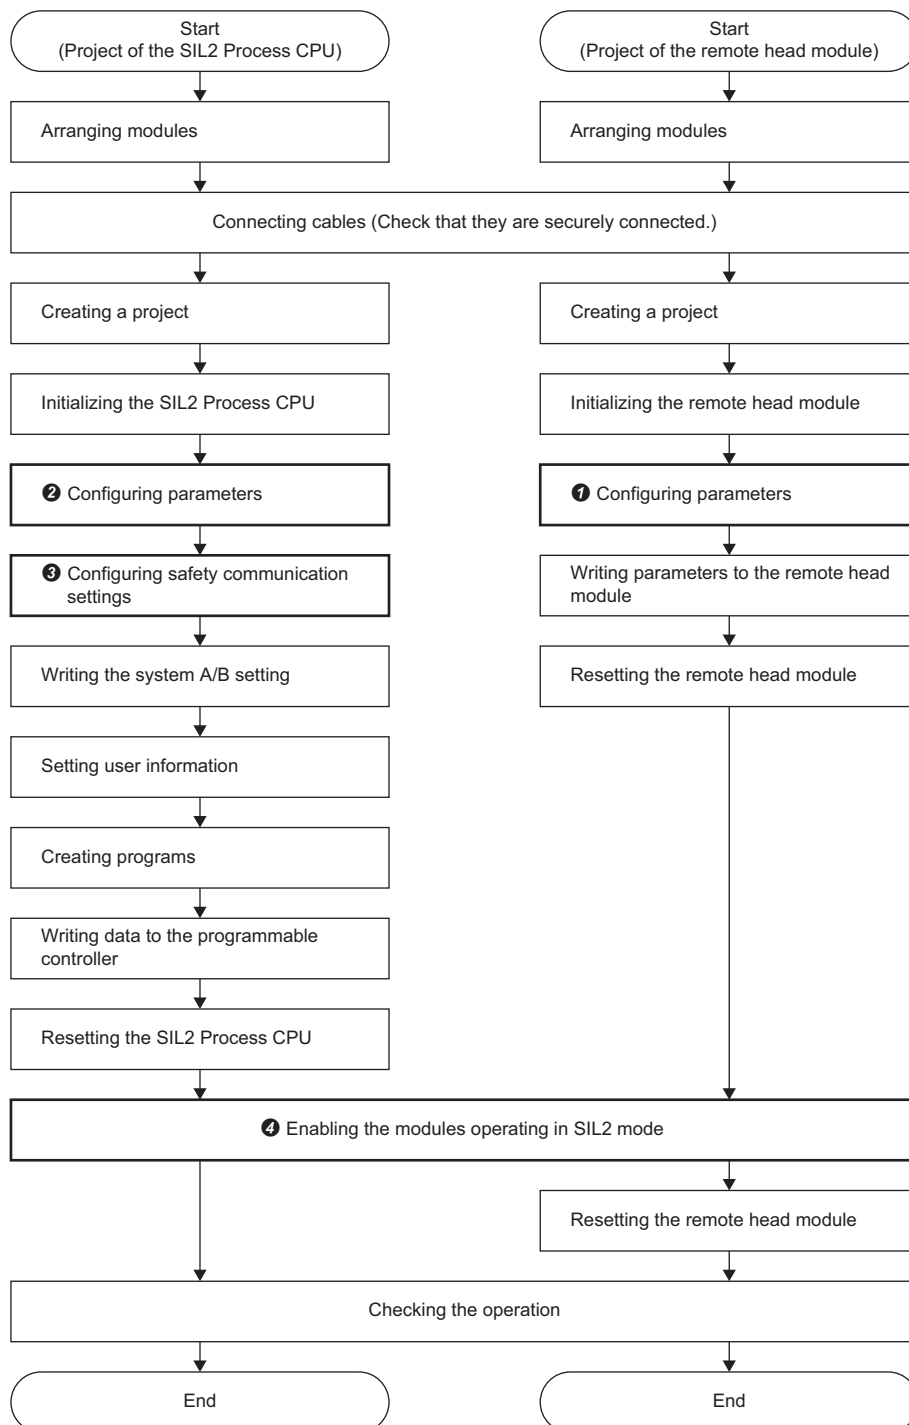 Start
(Project of the SIL2 Process CPU)
Start
(Project of the remote head module)
Arranging modules
Arranging modules
Connecting cables (Check that they are securely connected.)
Creating a project
Creating a project
Initializing the SIL2 Process CPU
Initializing the remote head module
❷ Configuring parameters
❶ Configuring parameters
❸ Configuring safety communication
settings
Writing parameters to the remote head
module
Writing the system A/B setting
Resetting the remote head module
Setting user information
Creating programs
Writing data to the programmable
controller
Resetting the SIL2 Process CPU
❹ Enabling the modules operating in SIL2 mode
Resetting the remote head module
Checking the operation
End
End